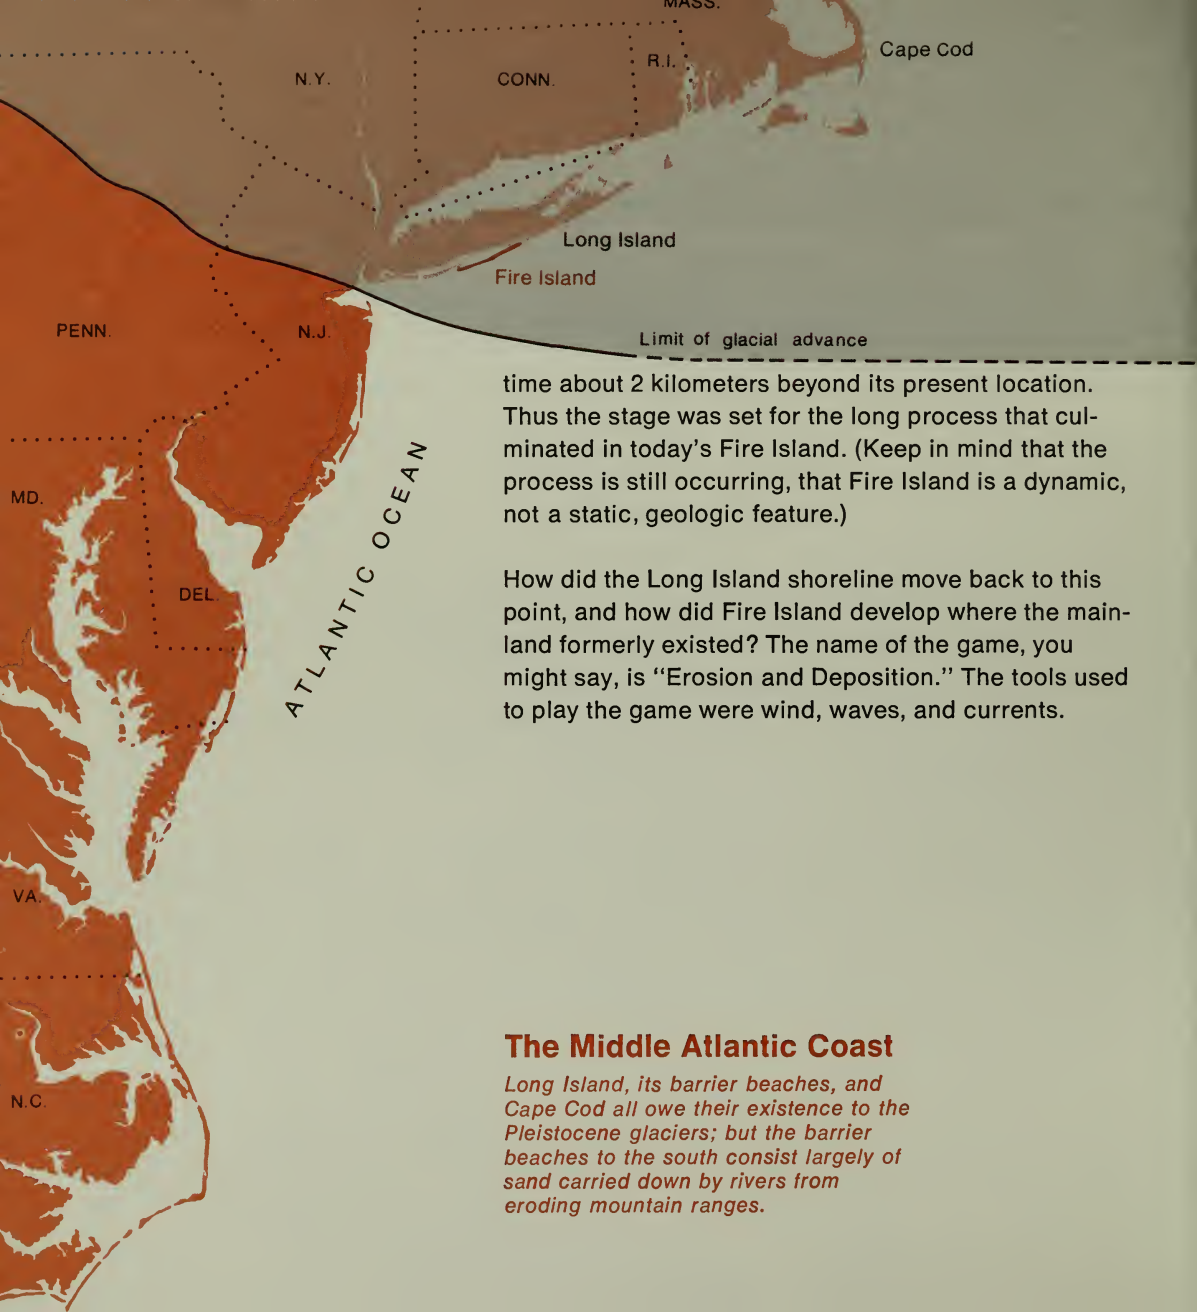 MASS.
Cape Cod
R.I.
N.Y.
CONN.
Long Island
Fire Island
PENN.
N.J.
Limit of glacial advance
time about 2 kilometers beyond its present location.
Thus the stage was set for the long process that cul-
minated in today's Fire Island. (Keep in mind that the
process is still occurring, that Fire Island is a dynamic,
not a static, geologic feature.)
MD.
ATLANTIC OCEAN
DEL.
How did the Long Island shoreline move back to this
point, and how did Fire Island develop where the main-
land formerly existed? The name of the game, you
might say, is “Erosion and Deposition.” The tools used
to play the game were wind, waves, and currents.
VA.
N.C.
The Middle Atlantic Coast
Long Island, its barrier beaches, and
Cape Cod all owe their existence to the
Pleistocene glaciers; but the barrier
beaches to the south consist largely of
sand carried down by rivers from
eroding mountain ranges.